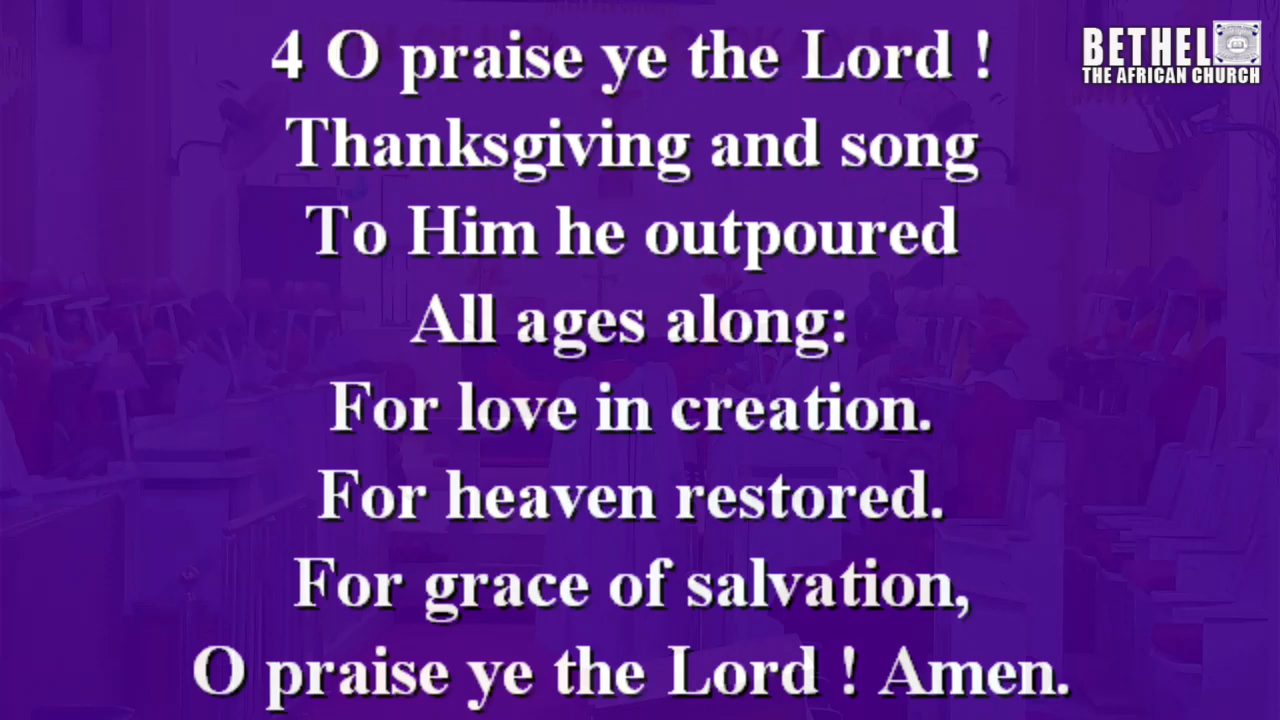 4 O praise ye the Lord !
Thanksgiving and song
To Him he outpoured
All ages along:
For love in creation.
For heaven restored.
For grace of salvation,
O praise ye the Lord ! Amen.
BETHEL
THE AFRICAN CHURCH